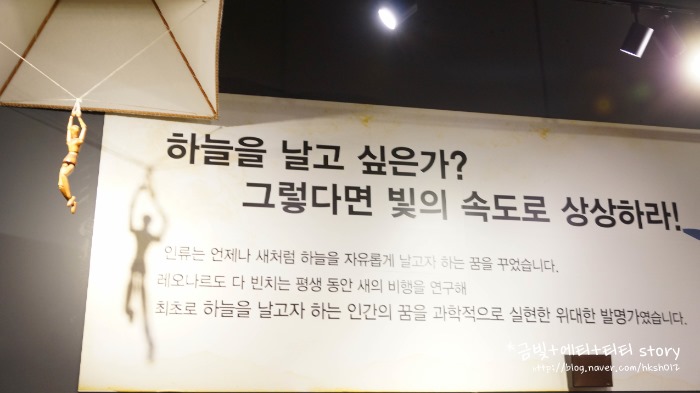 하늘을 날고 싶은가?
그렇다면 빛의 속도로 상상하라!
인류는 언제나 새처럼 하늘을 자유롭게 날고자 하는 꿈을 꾸었습니다.
레오나르도 다 빈치는 평생 동안 새의 비행을 연구해
최초로 하늘을 날고자 하는 인간의 꿈을 과학적으로 실현한 위대한 발명가였습니다.
*금빛+에티+티티 story
http://blog.naver.com/hksh012